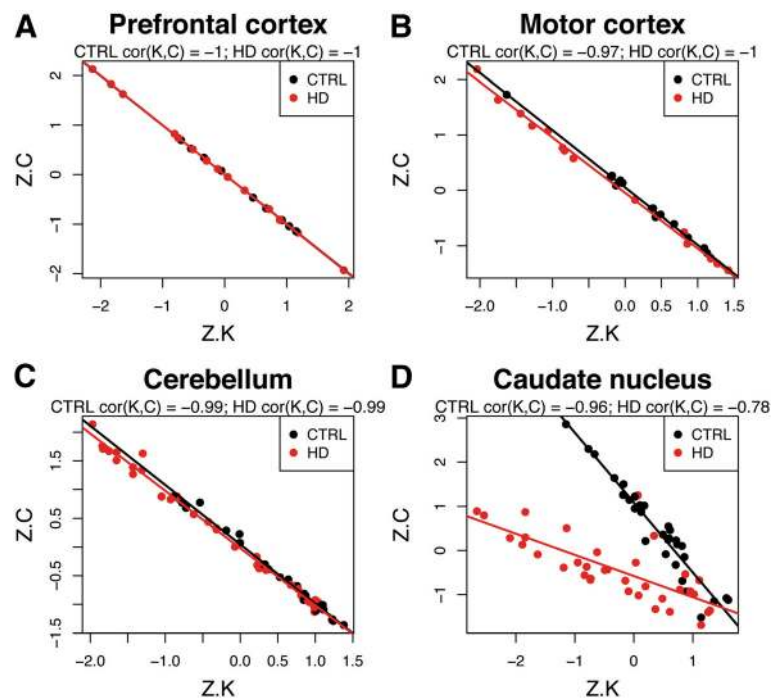 A Prefrontal cortex
CTRL cor(K,C) = −1; HD cor(K,C) = −1
CTRL
HD
2
1
0
−1
−2
Z.C
−2 −1 0 1 2
Z.K
B Motor cortex
CTRL cor(K,C) = −0.97; HD cor(K,C) = −1
CTRL
HD
2
1
0
−1
Z.C
−2.0 −1.0 0.0 0.5 1.0 1.5
Z.K
C Cerebellum
CTRL cor(K,C) = −0.99; HD cor(K,C) = −0.99
CTRL
HD
1.5
0.5
−0.5
−1.5
Z.C
−2.0 −1.0 0.0 0.5 1.0 1.5
Z.K
D Caudate nucleus
CTRL cor(K,C) = −0.96; HD cor(K,C) = −0.78
CTRL
HD
3
2
1
0
−1
Z.C
−2 −1 0 1
Z.K